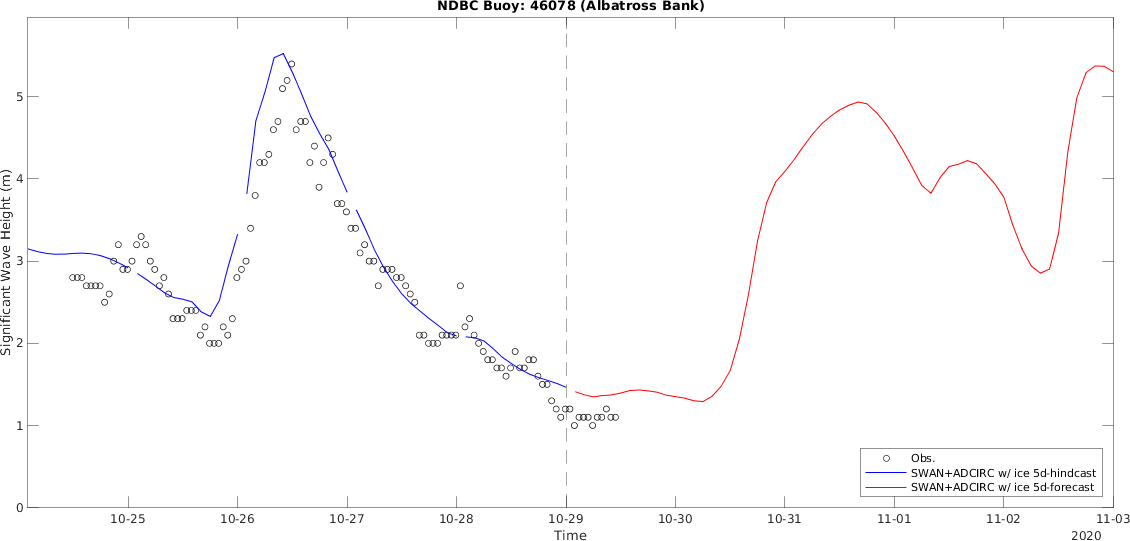 NDBC Buoy: 46078 (Albatross Bank)
Significant Wave Height (m)
5
4
3
2
1
0
Obs.
SWAN+ADCIRC w/ ice 5d-hindcast
SWAN+ADCIRC w/ ice 5d-forecast
10-25 10-26 10-27 10-28 10-29 10-30 10-31 11-01 11-02 11-03
Time
2020